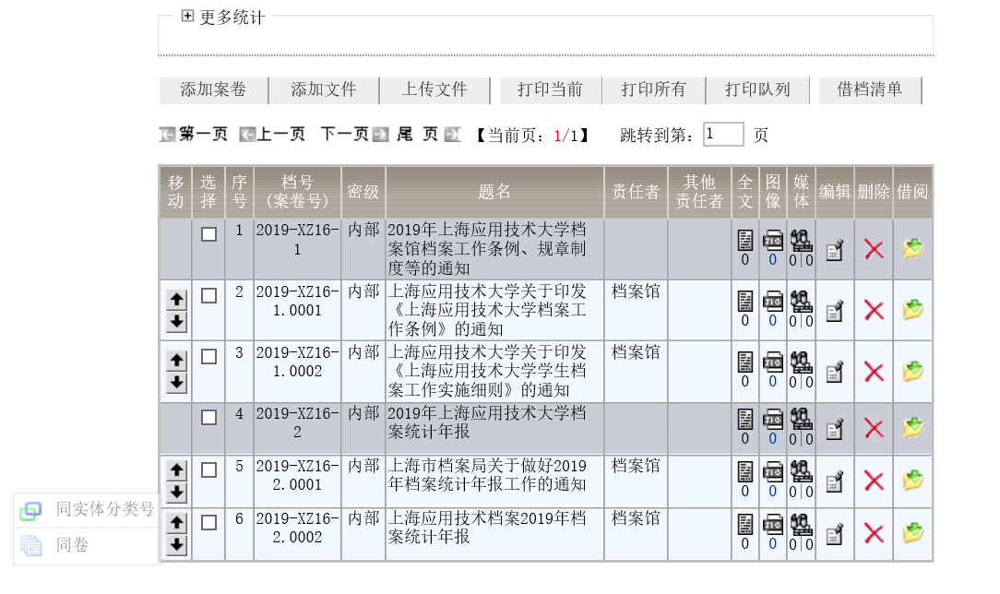 更多统计
添加案卷 添加文件 上传文件 打印当前 打印所有 打印队列 借档清单
第一页 上一页 下一页 尾 页 【当前页: 1/1】 跳转到第: 1 页
移 选 序 档号 密级 题名 责任者 其他 全 图 媒 编辑 删除 借阅
动 择 号 (案卷号) 责任者 文 像 体
1 2019-XZ16- 内部 2019年上海应用技术大学档
1 案馆档案工作条例、规章制
度等的通知
0 0 0|0
2 2019-XZ16- 内部 上海应用技术大学关于印发 档案馆
1.0001 《上海应用技术大学档案工
作条例》的通知
0 0 0|0
3 2019-XZ16- 内部 上海应用技术大学关于印发 档案馆
1.0002 《上海应用技术大学学生档
案工作实施细则》的通知
0 0 0|0
4 2019-XZ16- 内部 2019年上海应用技术大学档
2 案统计年报
0 0 0|0
5 2019-XZ16- 内部 上海市档案局关于做好2019 档案馆
2.0001 年档案统计年报工作的通知
0 0 0|0
6 2019-XZ16- 内部 上海应用技术档案2019年档 档案馆
2.0002 案统计年报
0 0 0|0
同实体分类号
同卷